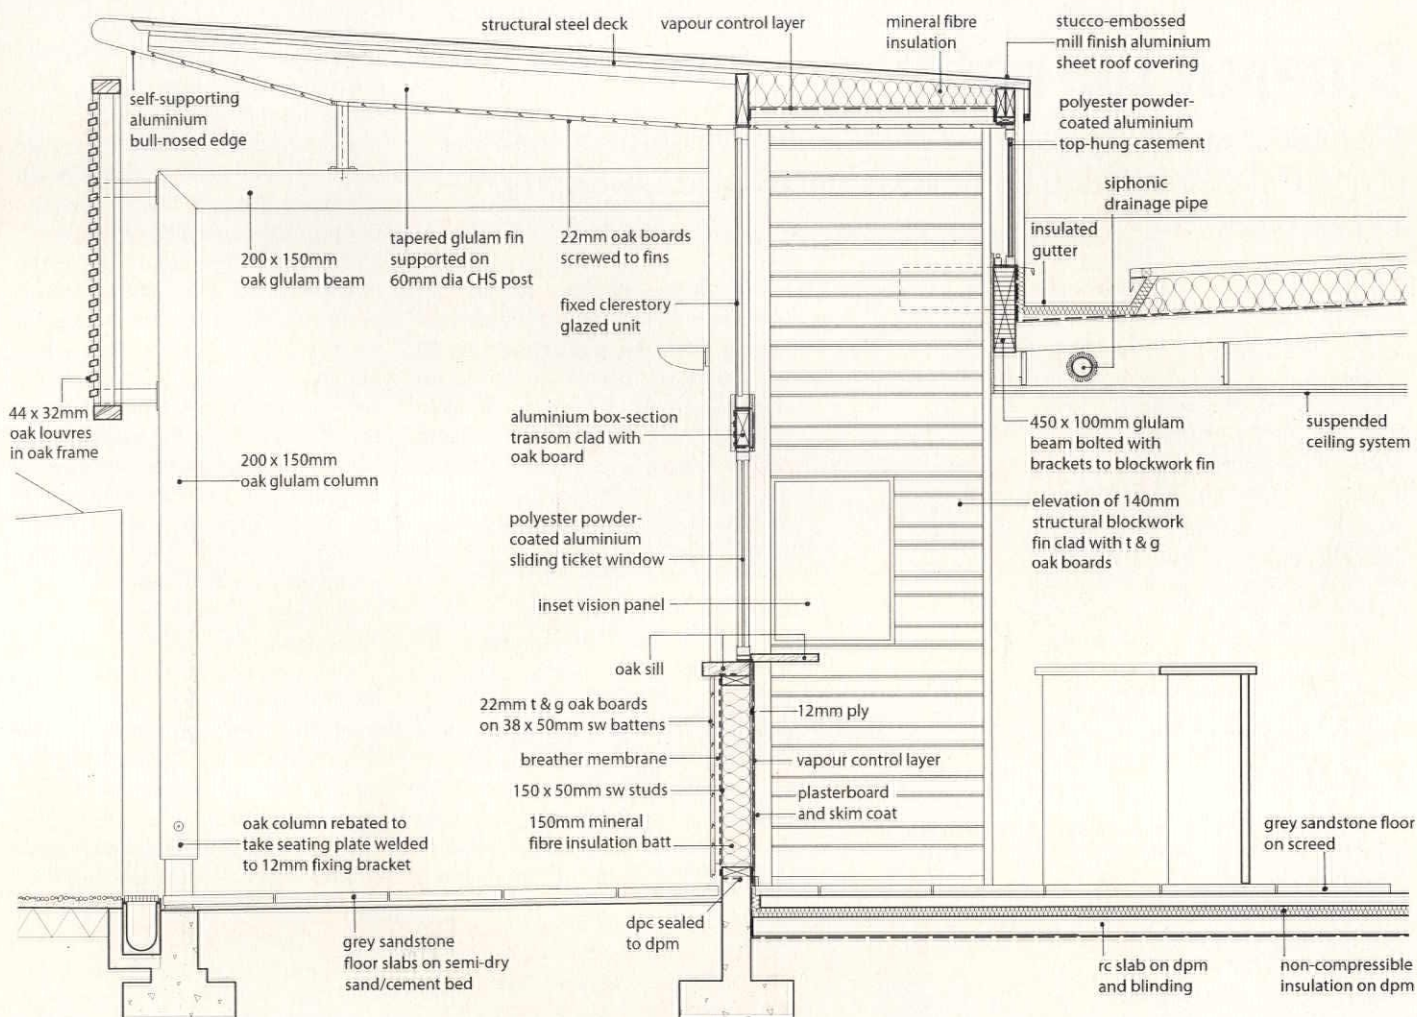 structural steel deck
vapour control layer
mineral fibre
insulation
stucco-embossed
mill finish aluminium
sheet roof covering
self-supporting
aluminium
bull-nosed edge
polyester powder-
coated aluminium
top-hung casement
siphonic
drainage pipe
200 x 150mm
oak glulam beam
tapered glulam fin
supported on
60mm dia CHS post
22mm oak boards
screwed to fins
insulated
gutter
fixed clerestory
glazed unit
44 x 32mm
oak louvres
in oak frame
aluminium box-section
transom clad with
oak board
450 x 100mm glulam
beam bolted with
brackets to blockwork fin
suspended
ceiling system
200 x 150mm
oak glulam column
polyester powder-
coated aluminium
sliding ticket window
elevation of 140mm
structural blockwork
fin clad with t & g
oak boards
inset vision panel
oak sill
22mm t & g oak boards
on 38 x 50mm sw battens
12mm ply
breather membrane
vapour control layer
150 x 50mm sw studs
plasterboard
and skim coat
150mm mineral
fibre insulation batt
oak column rebated to
take seating plate welded
to 12mm fixing bracket
grey sandstone floor
on screed
dpc sealed
to dpm
grey sandstone
floor slabs on semi-dry
sand/cement bed
rc slab on dpm
and blinding
non-compressible
insulation on dpm